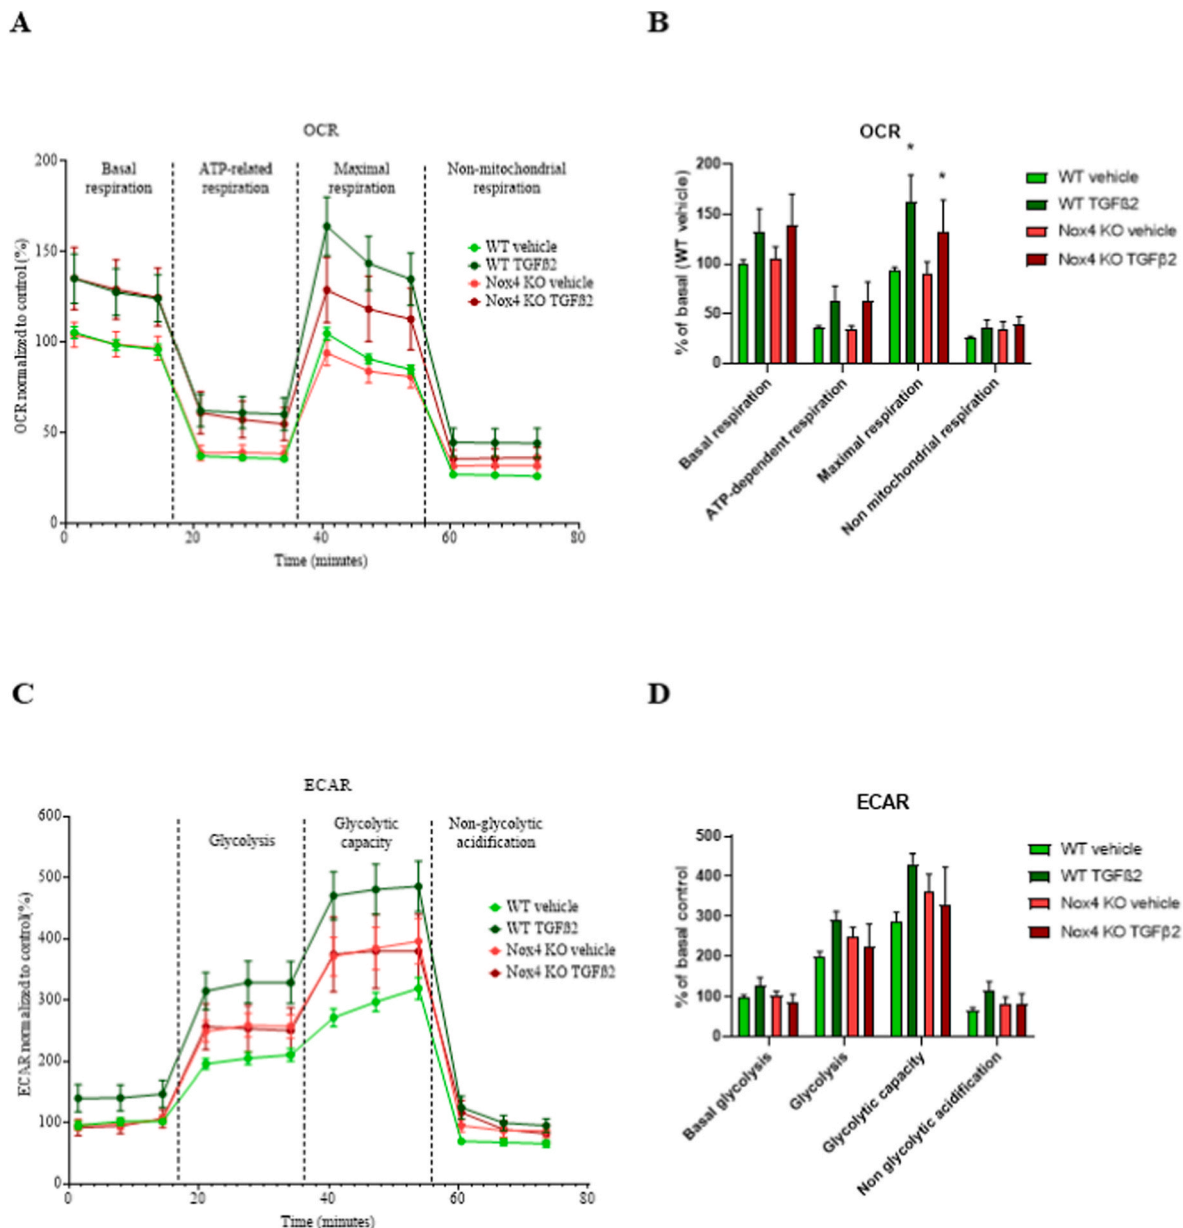 A
OCR
OCR normalized to control (%)
200
150
100
50
0
Basal
respiration
ATP-related
respiration
Maximal
respiration
Non-mitochondrial
respiration
WT vehicle
WT TGFß2
Nox4 KO vehicle
Nox4 KO TGFß2
0 20 40 60 80
Time (minutes)
B
OCR
% of basal (WT vehicle)
200
150
100
50
0
*
*
WT vehicle
WT TGFß2
Nox4 KO vehicle
Nox4 KO TGFβ2
Basal respiration
ATP-dependent respiration
Maximal respiration
Non mitochondrial respiration
C
ECAR
ECAR normalized to control(%)
600
500
400
300
200
100
0
Glycolysis
Glycolytic
capacity
Non-glycolytic
acidification
WT vehicle
WT TGFß2
Nox4 KO vehicle
Nox4 KO TGFß2
0 20 40 60 80
Time (minutes)
D
ECAR
% of basal control
500
400
300
200
100
0
WT vehicle
WT TGFß2
Nox4 KO vehicle
Nox4 KO TGFβ2
Basal glycolysis
Glycolysis
Glycolytic capacity
Non glycolytic acidification